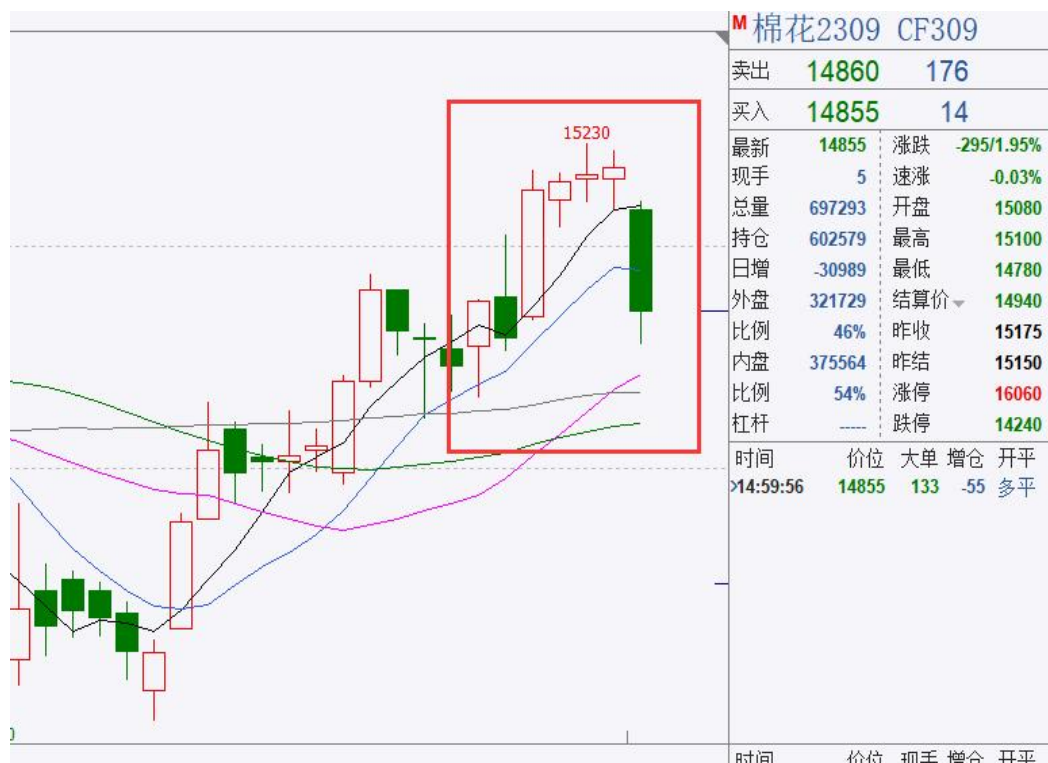 15230
M 棉花2309 CF309
卖出 14860 176
买入 14855 14
最新 14855 涨跌 -295/1.95%
现手 5 速涨 -0.03%
总量 697293 开盘 15080
持仓 602579 最高 15100
日增 -30989 最低 14780
外盘 321729 结算价 14940
比例 46% 昨收 15175
内盘 375564 昨结 15150
比例 54% 涨停 16060
杠杆 ----- 跌停 14240
时间 价位 大单 增仓 开平
14:59:56 14855 133 -55 多平
时间 价位 现手 增仓 开平